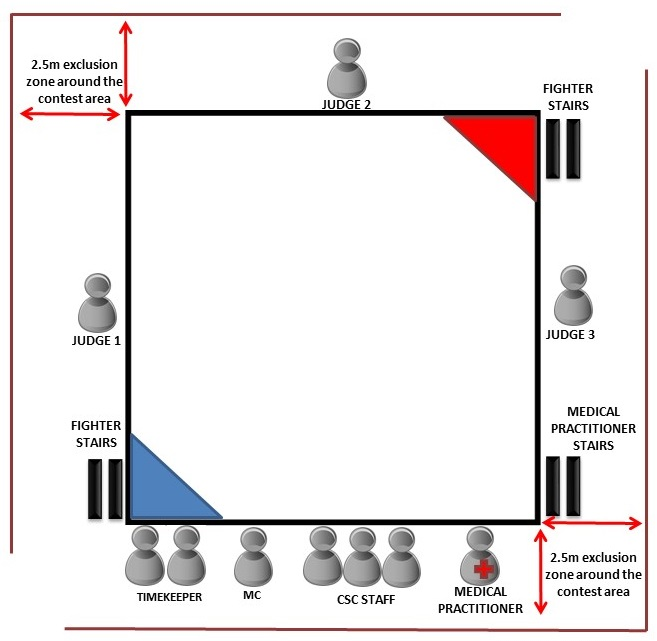 2.5m exclusion
zone around the
contest area
JUDGE 2
FIGHTER
STAIRS
JUDGE 1
JUDGE 3
FIGHTER
STAIRS
MEDICAL
PRACTITIONER
STAIRS
TIMEKEEPER
MC
CSC STAFF
MEDICAL
PRACTITIONER
2.5m exclusion
zone around the
contest area